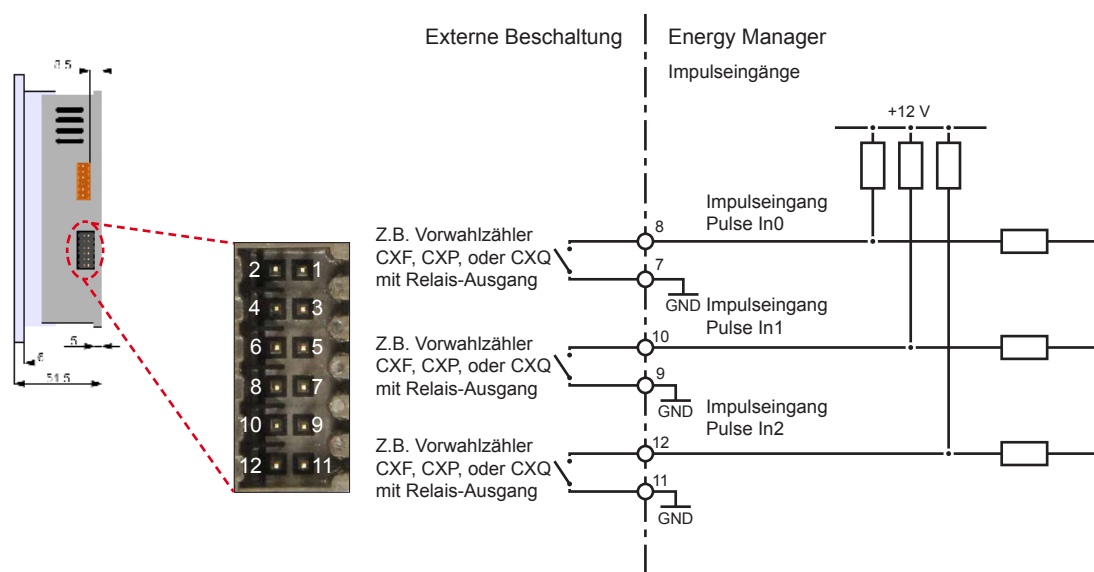 Externe Beschaltung
Energy Manager
Impulseingänge
+12 V
8.5
5
6
51.5
2 1
4 3
6 5
8 7
10 9
12 11
Z.B. Vorwahlzähler
CXF, CXP, oder CXQ
mit Relais-Ausgang
8
7
GND
Impulseingang
Pulse In0
Z.B. Vorwahlzähler
CXF, CXP, oder CXQ
mit Relais-Ausgang
10
9
GND
Impulseingang
Pulse In1
Z.B. Vorwahlzähler
CXF, CXP, oder CXQ
mit Relais-Ausgang
12
11
GND
Impulseingang
Pulse In2